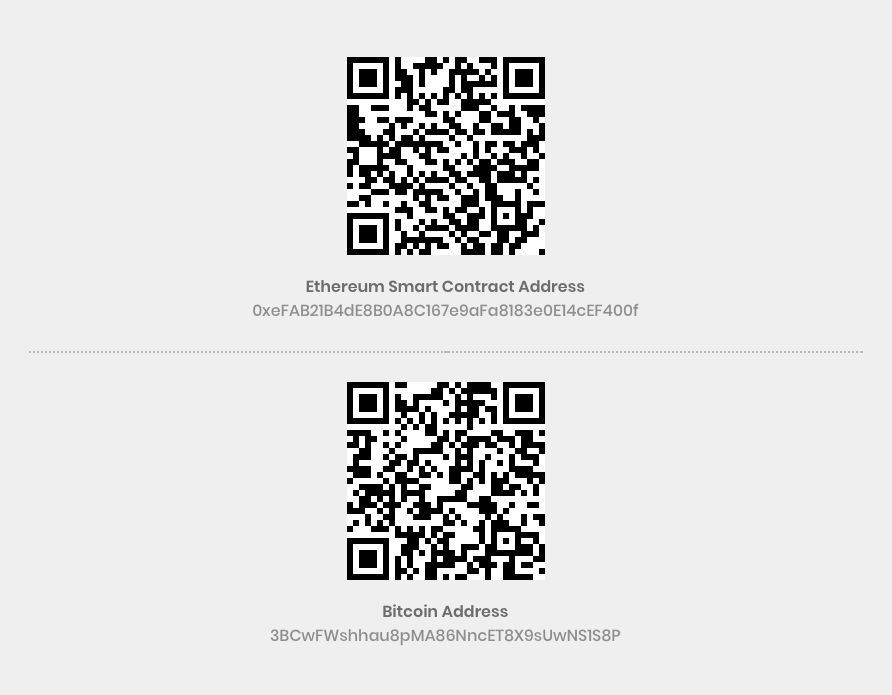 Ethereum Smart Contract Address
0xeFAB21B4dE8B0A8C167e9aFa8183e0E14cEF400f
Bitcoin Address
3BCwFWshhau8pMA86NncET8X9sUwNS1S8P